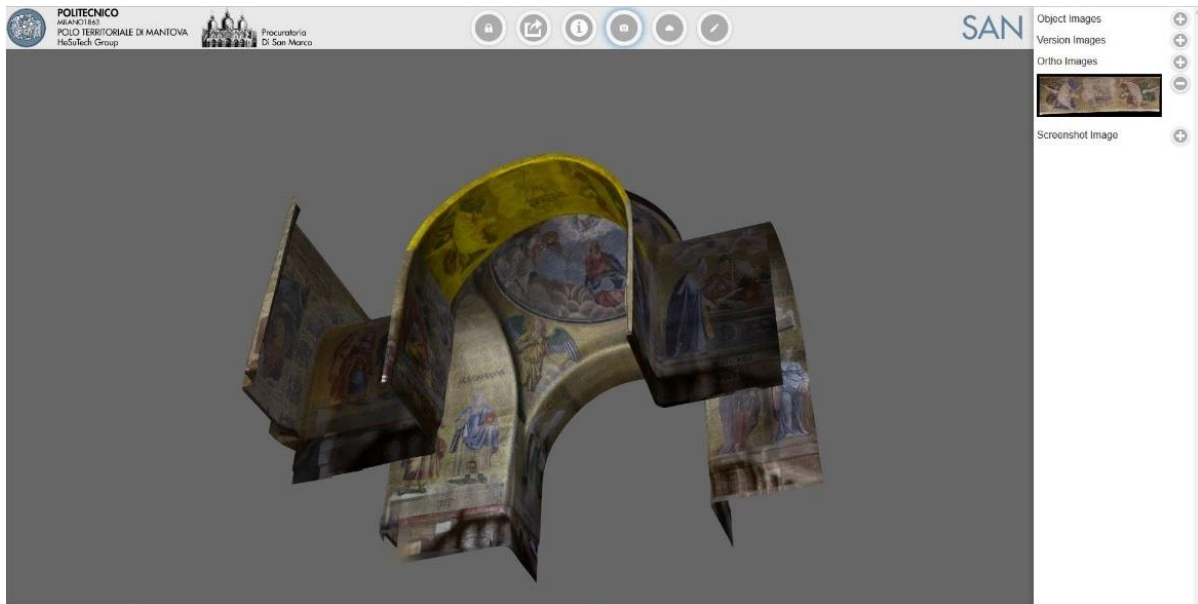 POLITECNICO
MILANO 1863
POLO TERRITORIALE DI MANTOVA
HeSuTech Group
Procuratoria
Di San Marco
SAN
Object Images
Version Images
Ortho Images
Screenshot Image